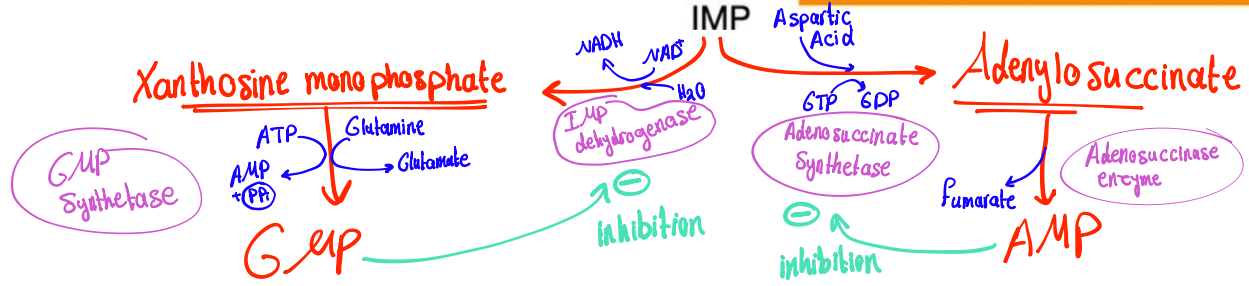 IMP
Aspartic
Acid
NADH
NAD+
H2O
Xanthosine monophosphate
Adenylosuccinate
GTP
GDP
IMP
dehydrogenase
Adenosuccinate
Synthetase
ATP
Glutamine
AMP
+ PPi
Glutamate
GMP
Synthetase
Adenosuccinase
enzyme
Fumarate
GMP
inhibition
AMP
inhibition